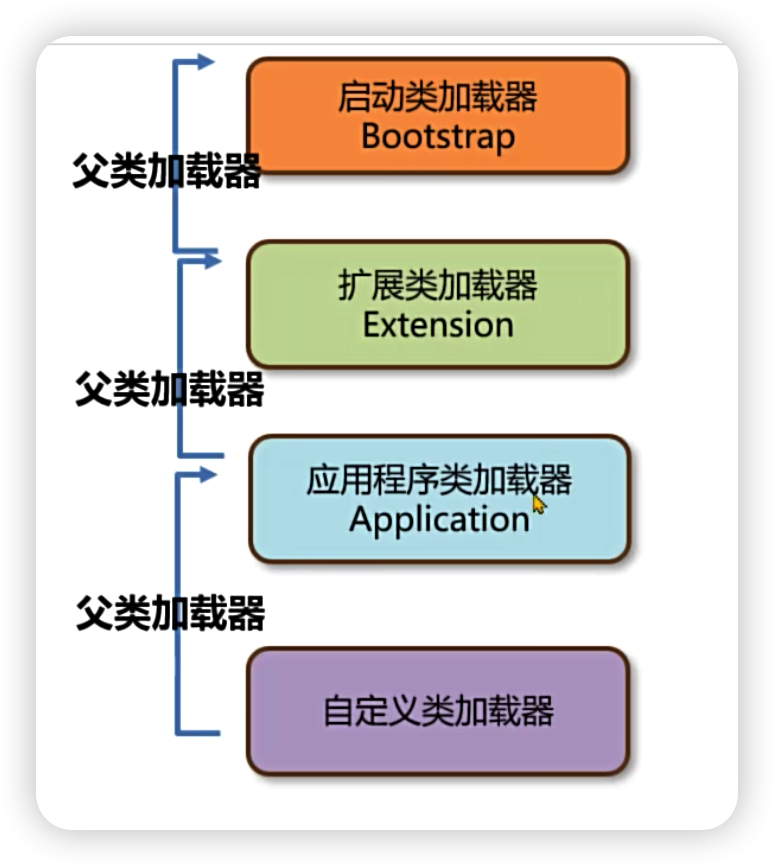 启动类加载器
Bootstrap
父类加载器
扩展类加载器
Extension
父类加载器
应用程序类加载器
Application
父类加载器
自定义类加载器